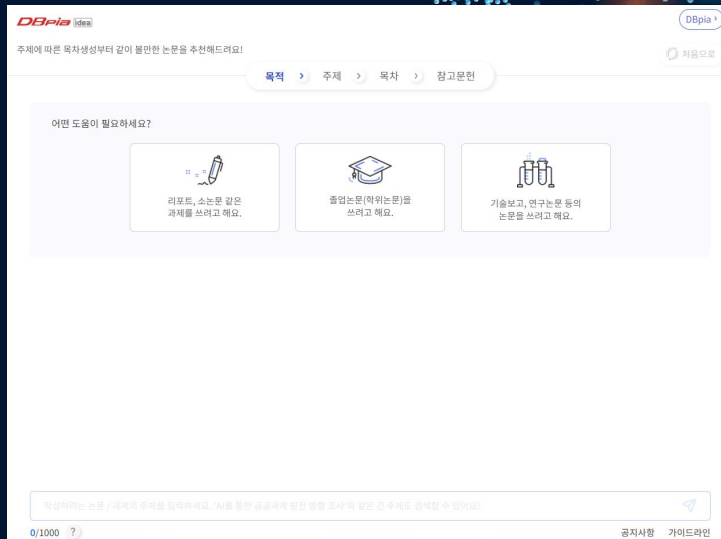 DBpia idea
DBpia
주제에 따른 목차생성부터 같이 볼만한 논문을 추천해드려요!
처음으로
목적 > 주제 > 목차 > 참고문헌
어떤 도움이 필요하세요?
리포트, 소논문 같은
과제를 쓰려고 해요.
졸업논문(학위논문)을
쓰려고 해요.
기술보고, 연구논문 등의
논문을 쓰려고 해요.
작성하려는 논문 / 과제의 주제를 입력하세요. 'AI를 통한 공공과제 발전 방향 조사'와 같은 긴 주제도 검색할 수 있어요!
0/1000 ?
공지사항 가이드라인